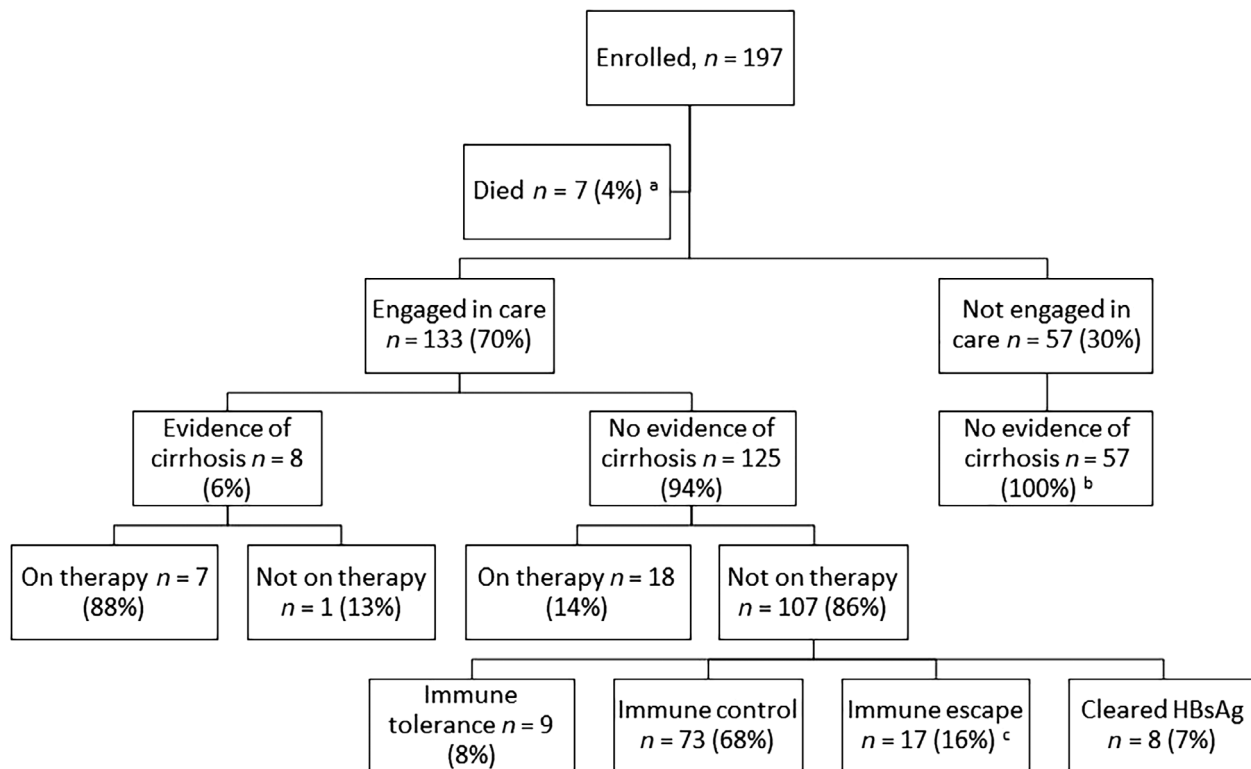 Enrolled, n = 197
Died n = 7 (4%) a
Engaged in care
n = 133 (70%)
Not engaged in
care n = 57 (30%)
Evidence of
cirrhosis n = 8
(6%)
No evidence of
cirrhosis n = 125
(94%)
No evidence of
cirrhosis n = 57
(100%) b
On therapy n = 7
(88%)
Not on therapy
n = 1 (13%)
On therapy n = 18
(14%)
Not on therapy
n = 107 (86%)
Immune
tolerance n = 9
(8%)
Immune control
n = 73 (68%)
Immune escape
n = 17 (16%) c
Cleared HBsAg
n = 8 (7%)